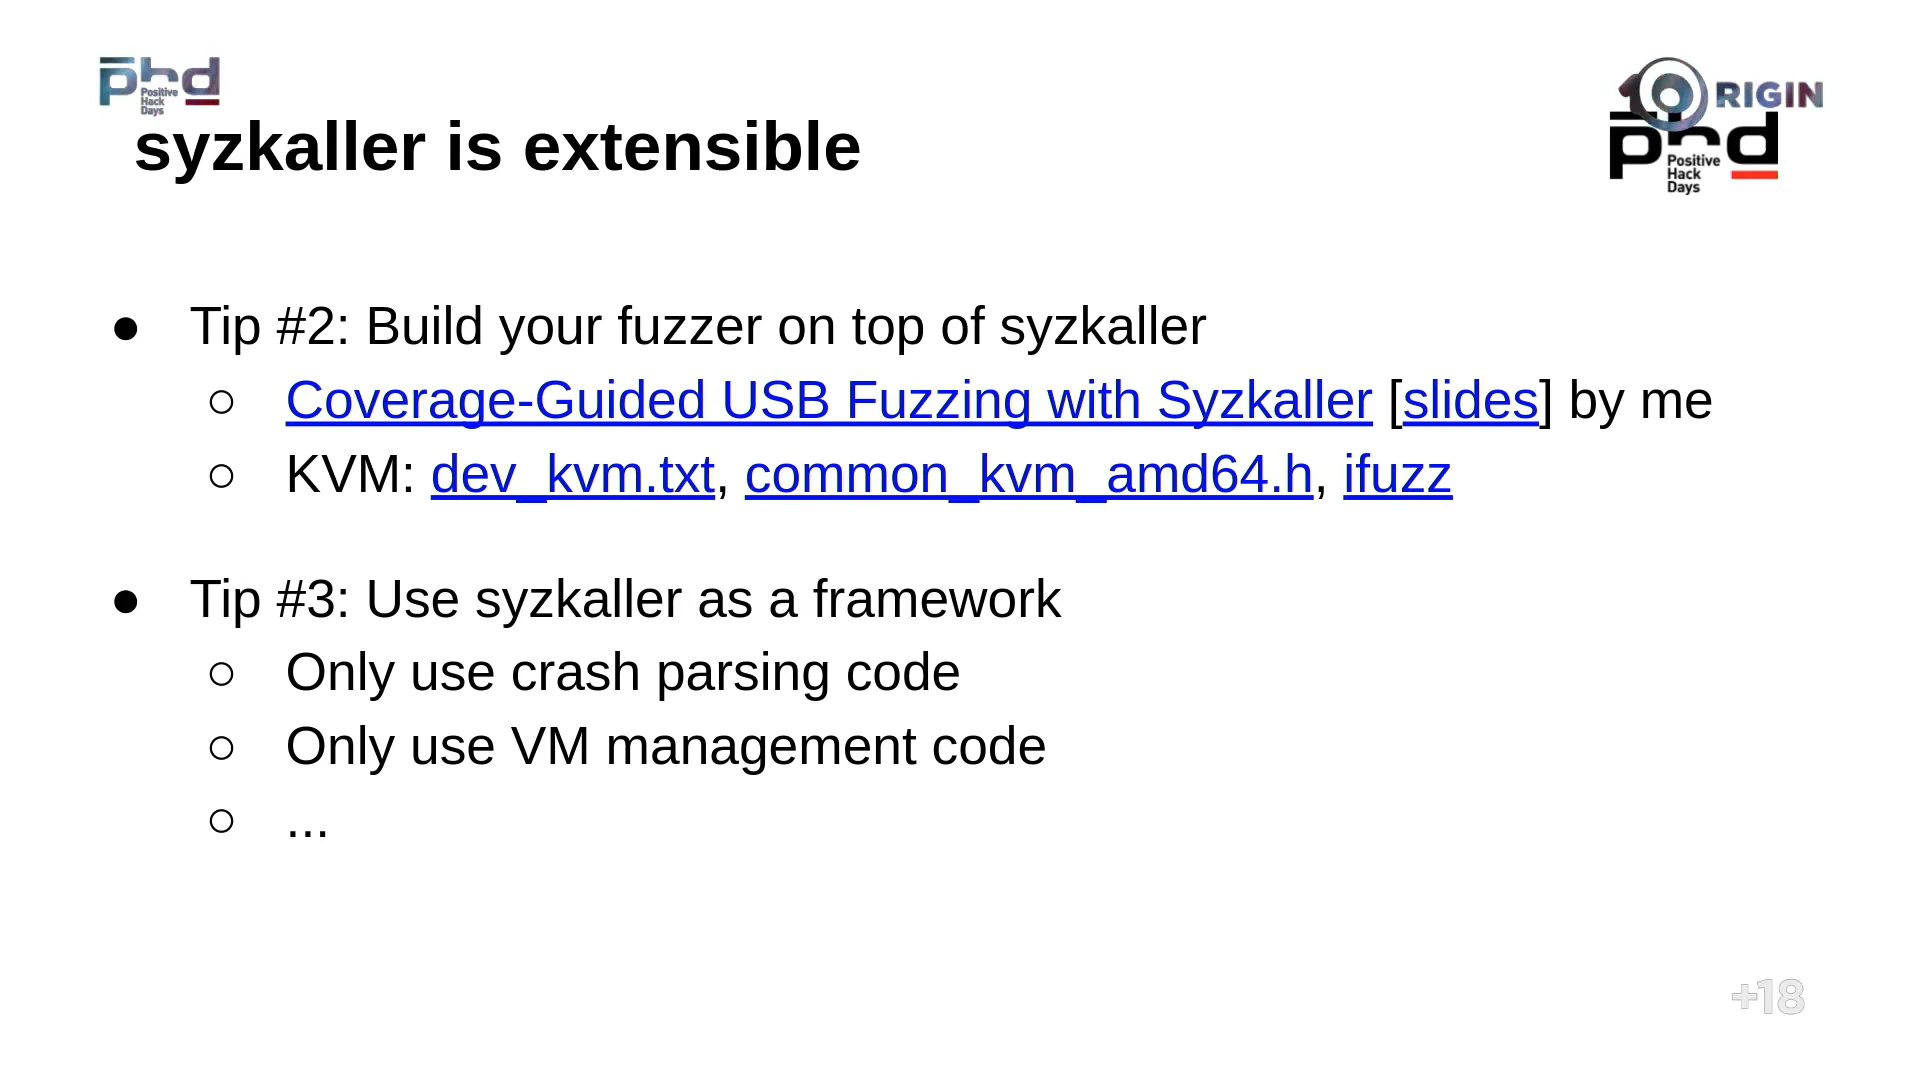 phd
Positive
Hack
Days
10RIGIN
syzkaller is extensible
phd
Positive
Hack
Days
● Tip #2: Build your fuzzer on top of syzkaller
○ Coverage-Guided USB Fuzzing with Syzkaller [slides] by me
○ KVM: dev_kvm.txt, common_kvm_amd64.h, ifuzz
● Tip #3: Use syzkaller as a framework
○ Only use crash parsing code
○ Only use VM management code
○ ...
+18